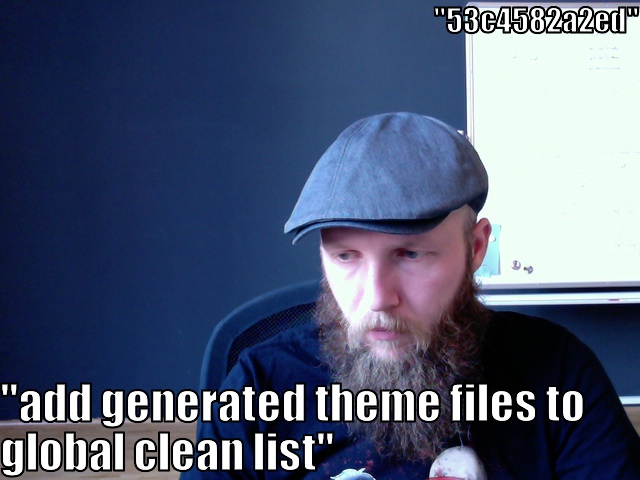 "53c4582a2ed"
"add generated theme files to
global clean list"